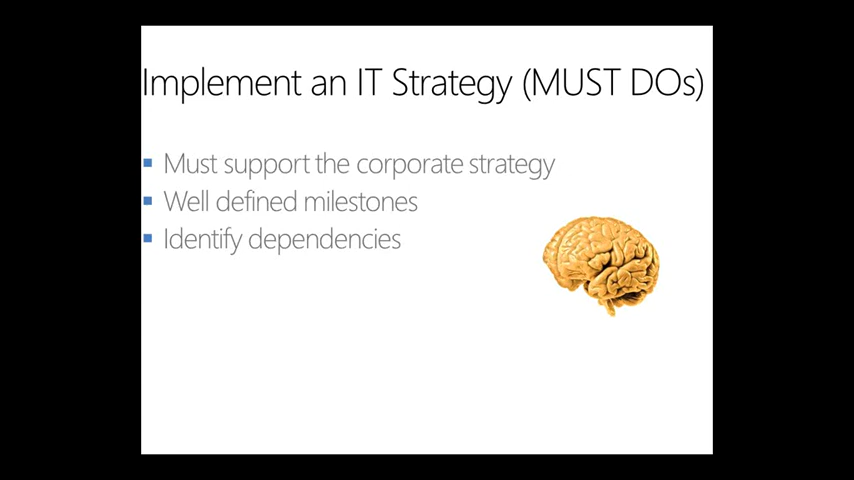 Implement an IT Strategy (MUST DOs)
Must support the corporate strategy
Well defined milestones
Identify dependencies